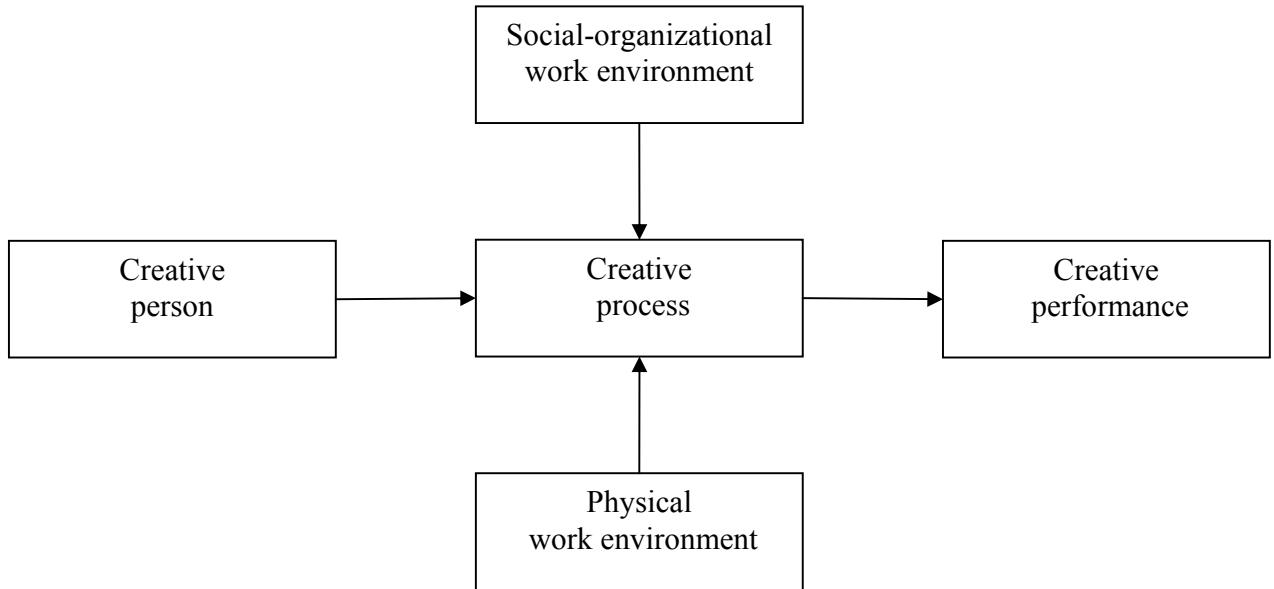 Social-organizational
work environment
Creative
person
Creative
process
Creative
performance
Physical
work environment